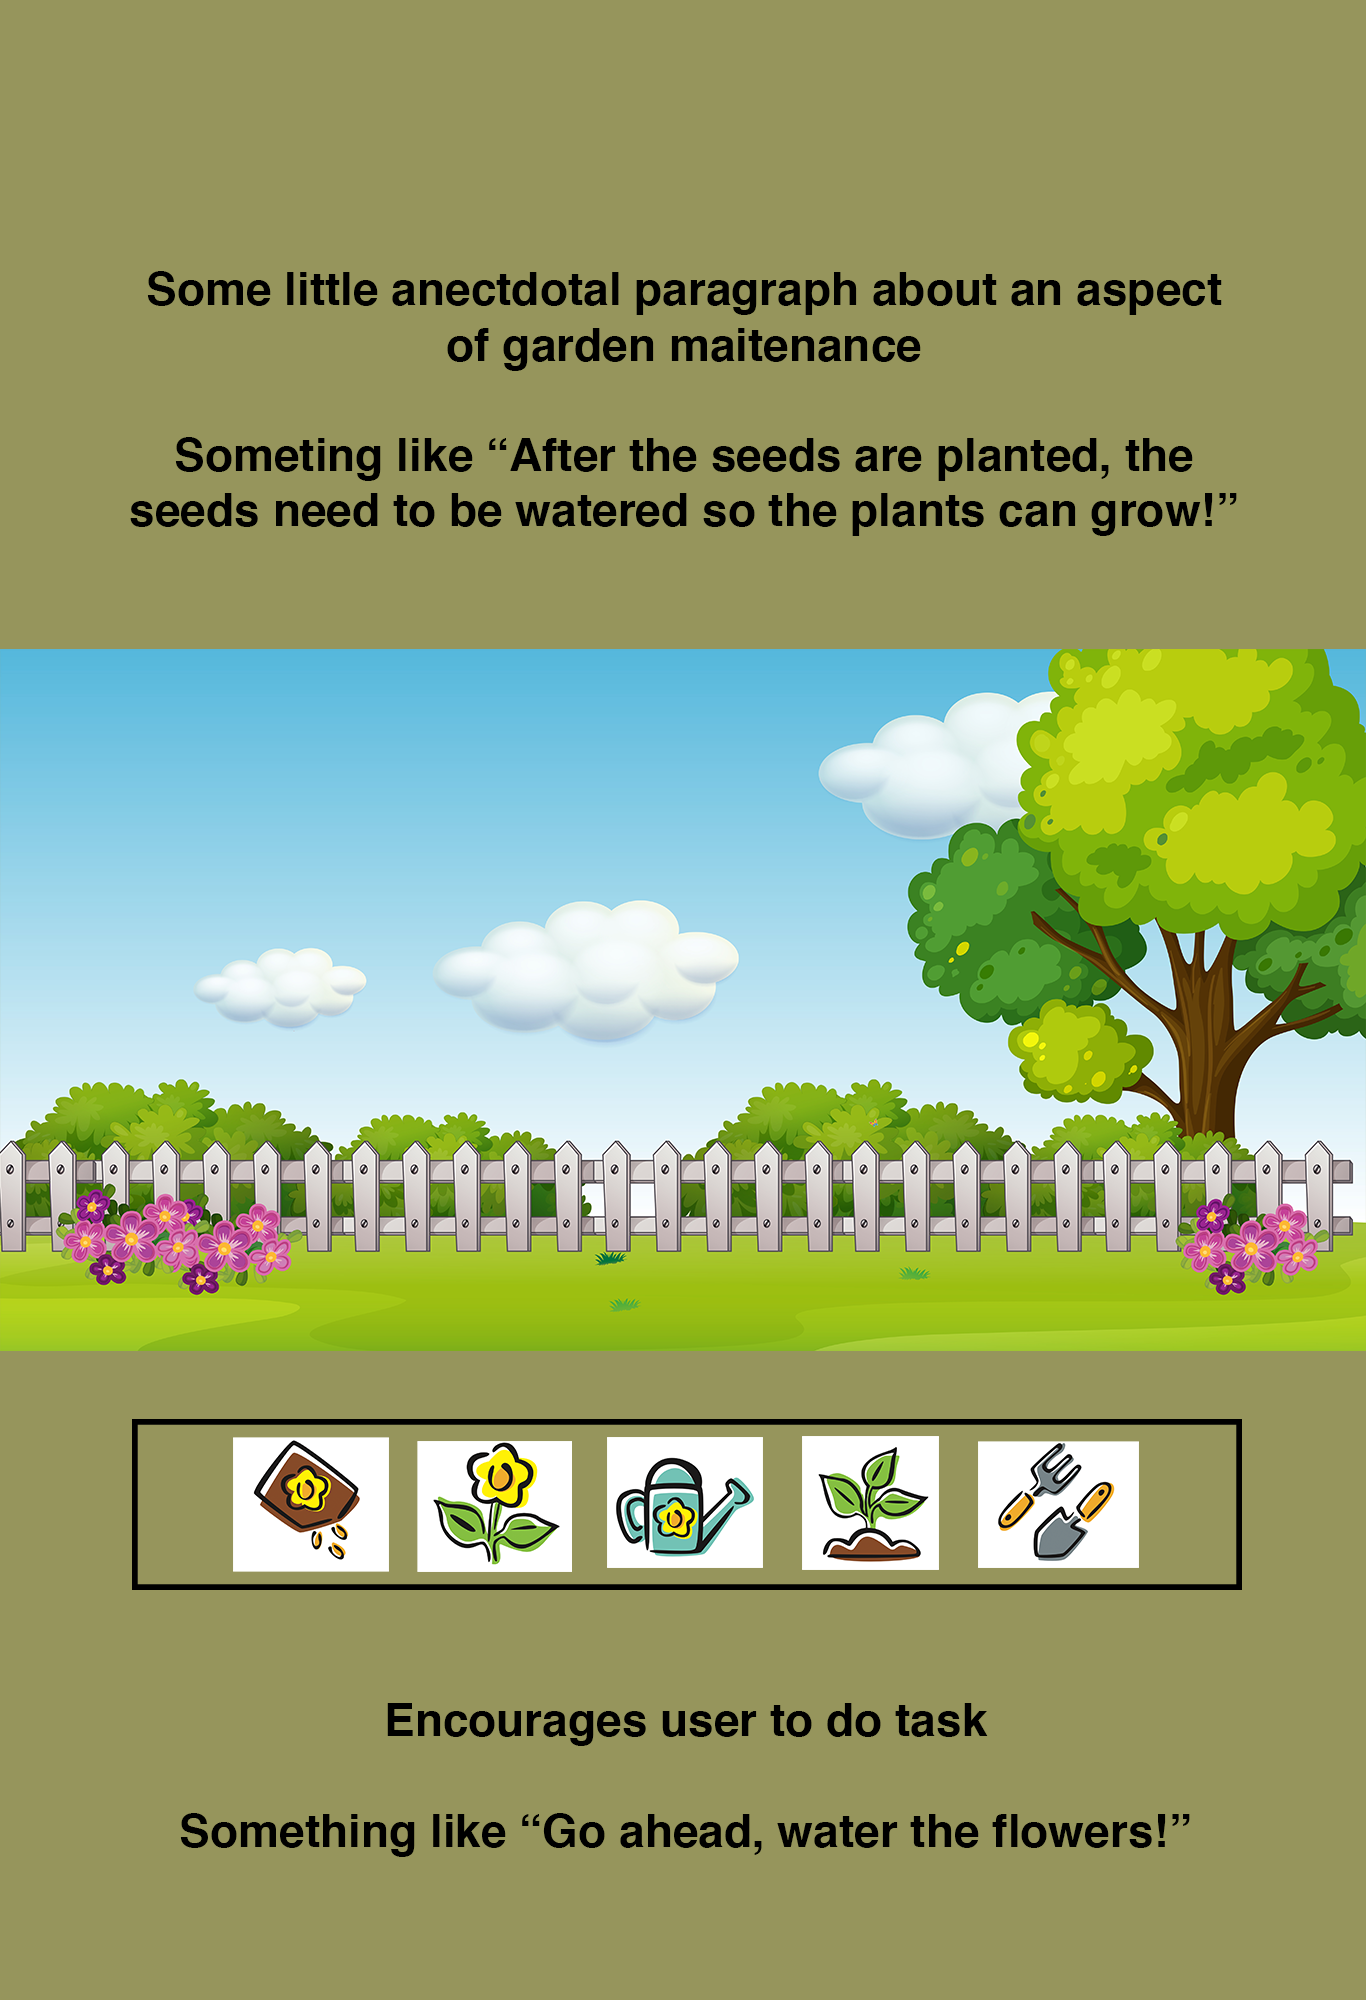 Some little anectdotal paragraph about an aspect
of garden maitenance
Someting like “After the seeds are planted, the
seeds need to be watered so the plants can grow!”
Encourages user to do task
Something like “Go ahead, water the flowers!”